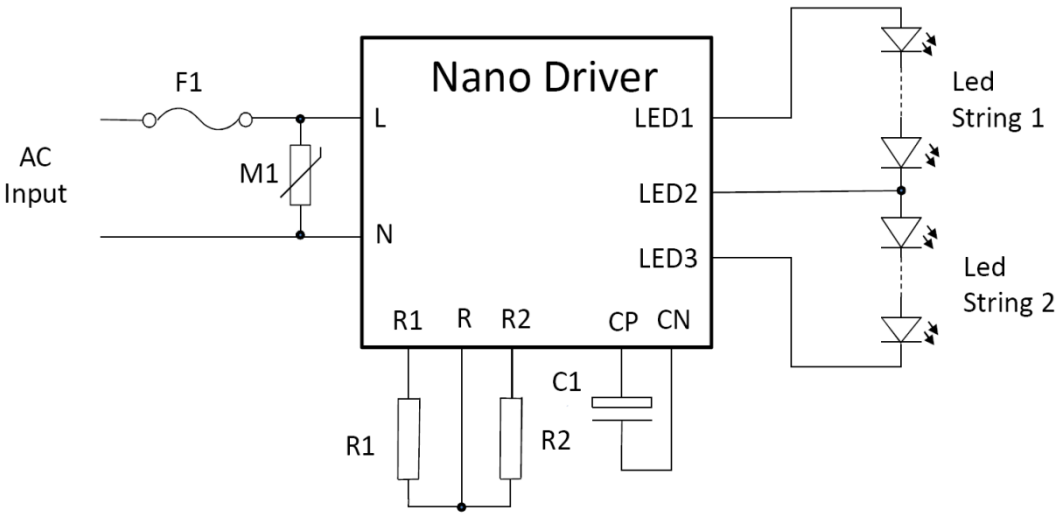 F1
AC
Input
M1
Nano Driver
L
N
LED1
LED2
LED3
R1 R R2 CP CN
R1
R2
C1
Led
String 1
Led
String 2